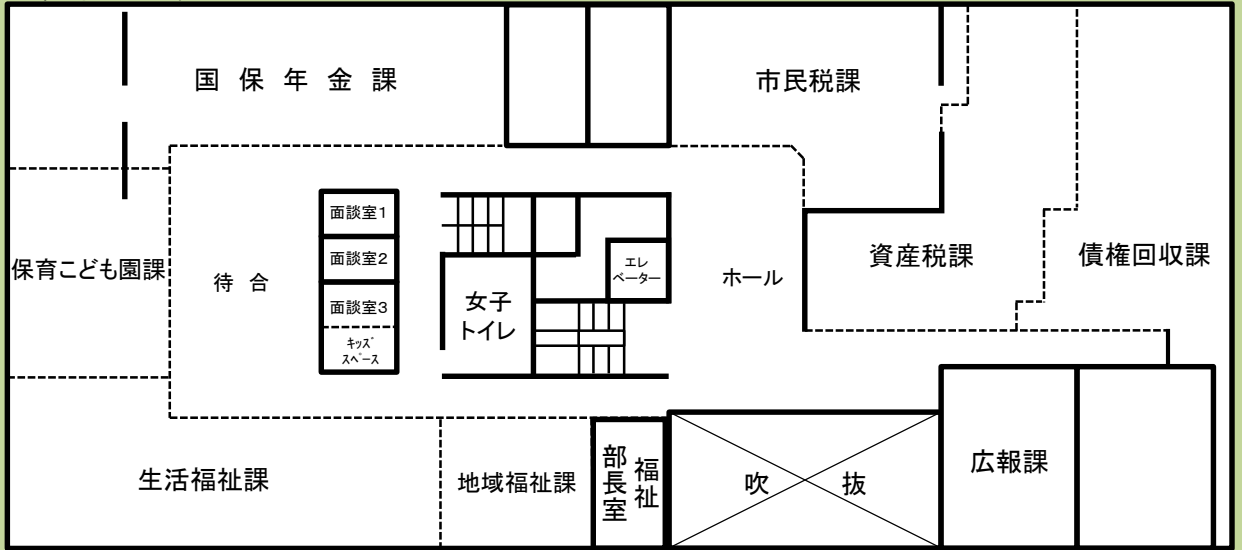 国保年金課
市民税課
面談室1
面談室2
面談室3
キッズ
スペース
保育こども園課
待合
女子
トイレ
エレ
ベーター
ホール
資産税課
債権回収課
生活福祉課
地域福祉課
福祉
部長室
吹抜
広報課